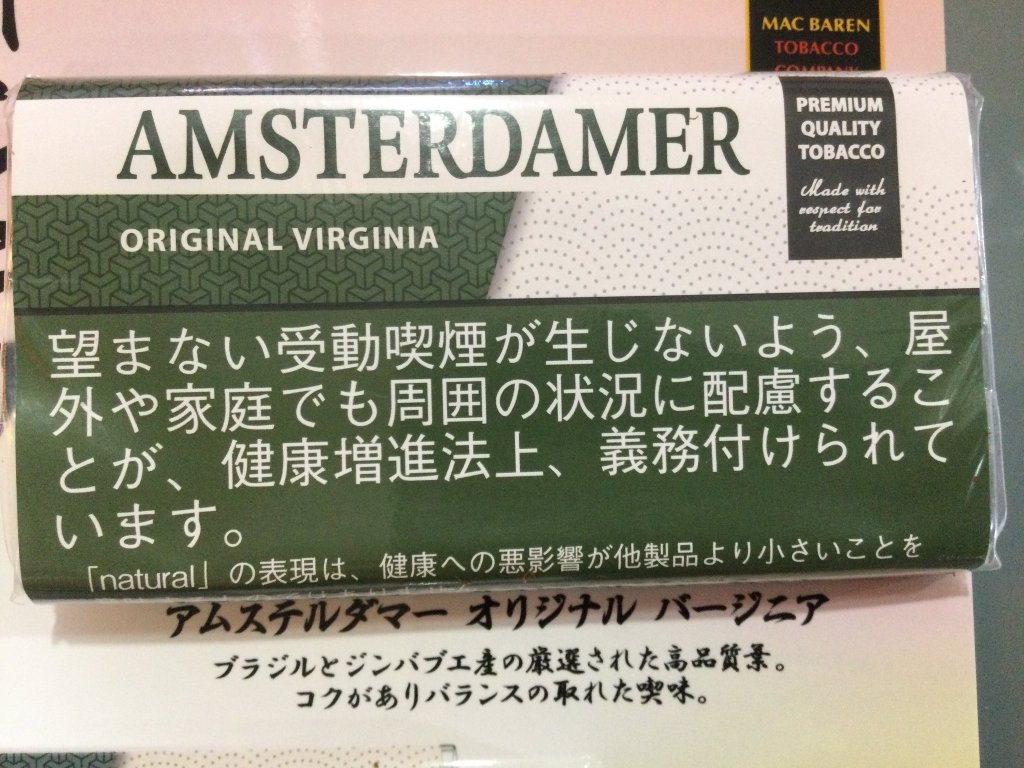 MAC BAREN
TOBACCO
COMPANY
AMSTERDAMER
PREMIUM
QUALITY
TOBACCO
Made with
respect for
tradition
ORIGINAL VIRGINIA
望まない受動喫煙が生じないよう、屋
外や家庭でも周囲の状況に配慮するこ
とが、健康増進法上、義務付けられて
います。
「natural」の表現は、健康への悪影響が他製品より小さいことを
アムステルダマー オリジナル バージニア
ブラジルとジンバブエ産の厳選された高品質葉。
コクがありバランスの取れた喫味。